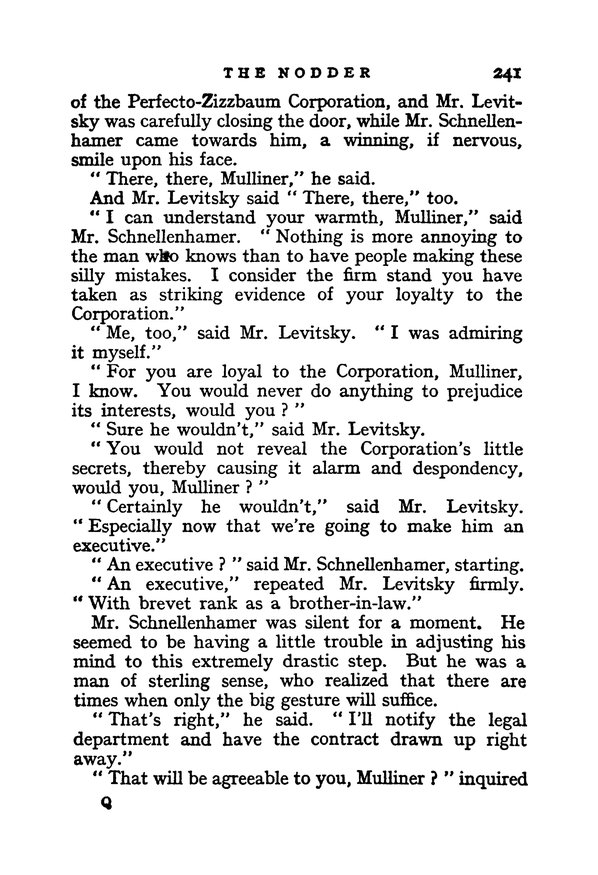 THE NODDER 241
of the Perfecto-Zizzbaum Corporation, and Mr. Levit-
sky was carefully closing the door, while Mr. Schnellen-
hamer came towards him, a winning, if nervous,
smile upon his face.
" There, there, Mulliner," he said.
And Mr. Levitsky said " There, there," too.
" I can understand your warmth, Mulliner," said
Mr. Schnellenhamer. " Nothing is more annoying to
the man who knows than to have people making these
silly mistakes. I consider the firm stand you have
taken as striking evidence of your loyalty to the
Corporation."
" Me, too," said Mr. Levitsky. " I was admiring
it myself."
" For you are loyal to the Corporation, Mulliner,
I know. You would never do anything to prejudice
its interests, would you ? "
" Sure he wouldn't," said Mr. Levitsky.
" You would not reveal the Corporation's little
secrets, thereby causing it alarm and despondency,
would you, Mulliner ? "
" Certainly he wouldn't," said Mr. Levitsky.
" Especially now that we're going to make him an
executive."
" An executive ? " said Mr. Schnellenhamer, starting.
" An executive," repeated Mr. Levitsky firmly.
" With brevet rank as a brother-in-law."
Mr. Schnellenhamer was silent for a moment. He
seemed to be having a little trouble in adjusting his
mind to this extremely drastic step. But he was a
man of sterling sense, who realized that there are
times when only the big gesture will suffice.
" That's right," he said. " I'll notify the legal
department and have the contract drawn up right
away."
" That will be agreeable to you, Mulliner ? " inquired
Q